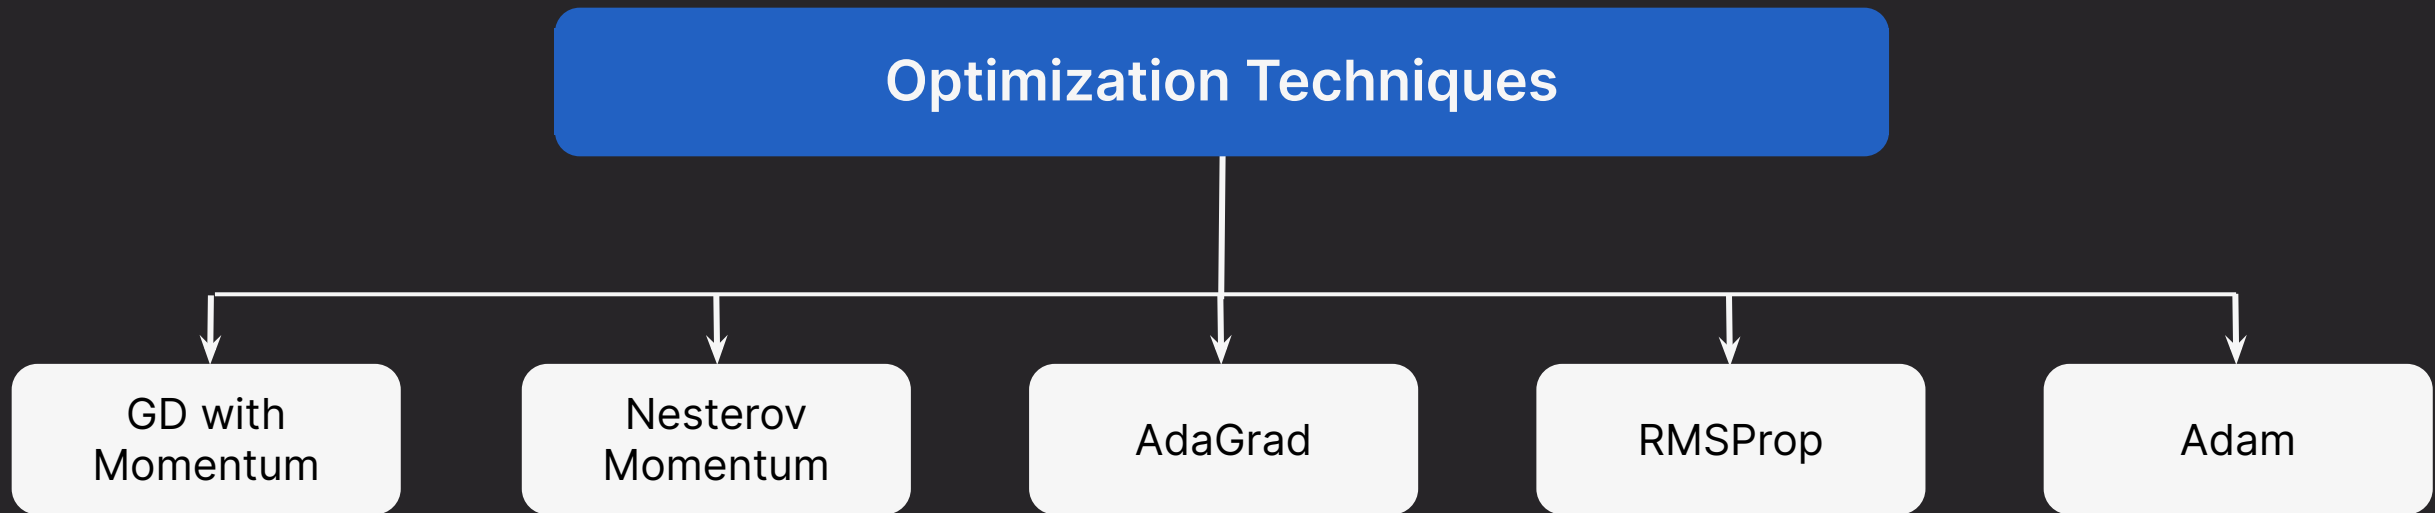 Optimization Techniques
GD with
Momentum
Nesterov
Momentum
AdaGrad
RMSProp
Adam